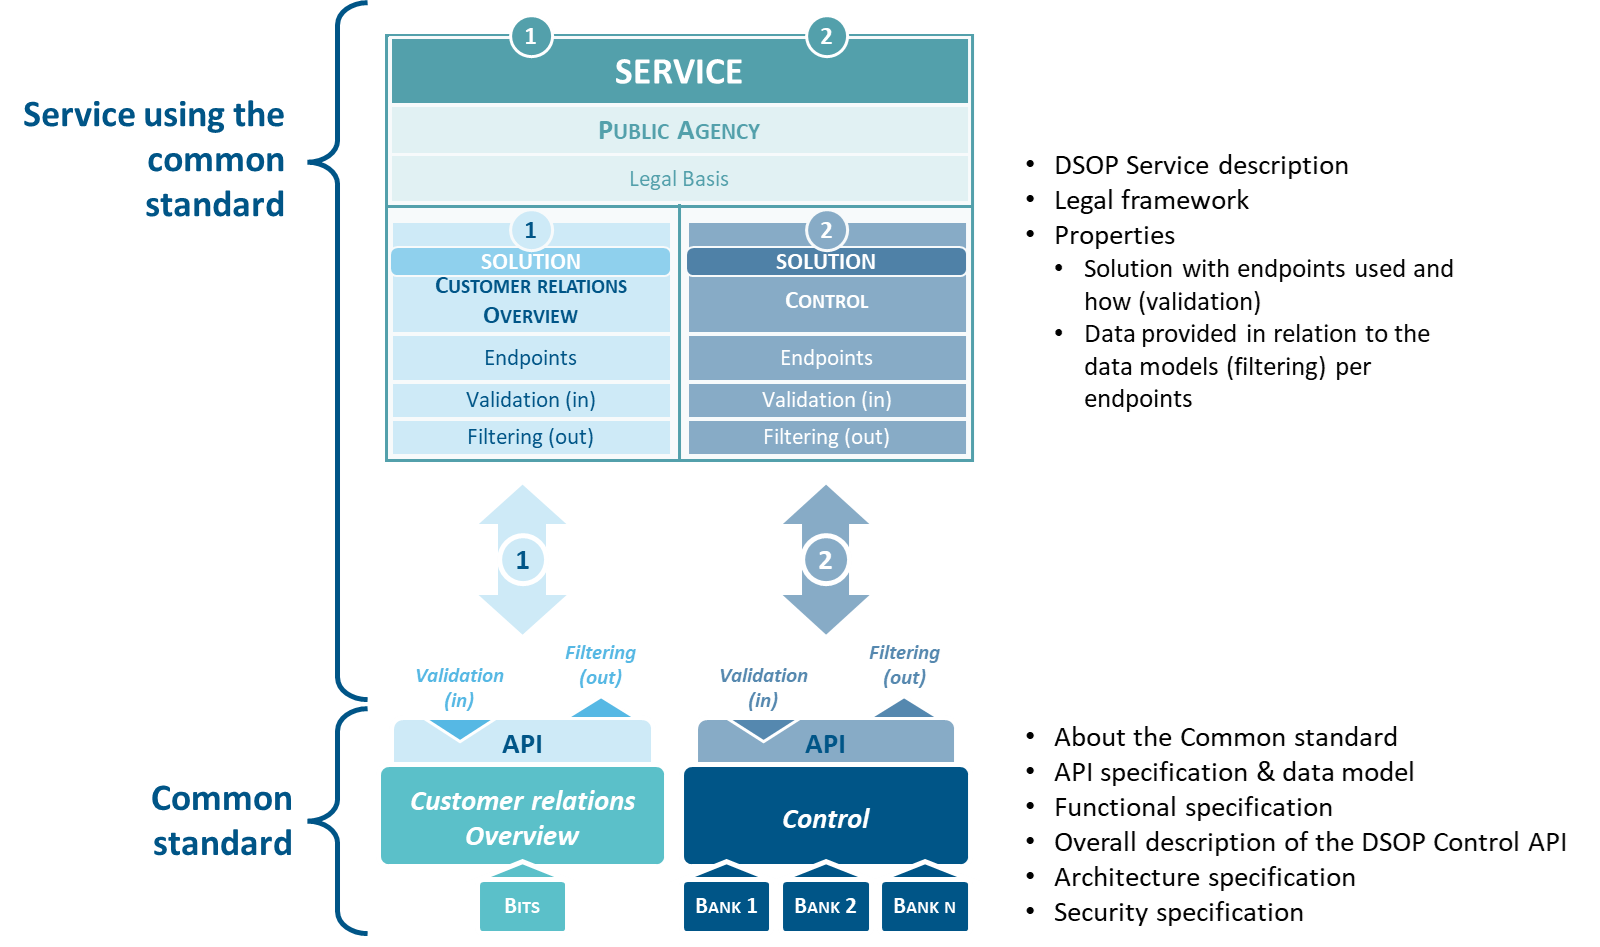 Service using the
common
standard
1
2
SERVICE
PUBLIC AGENCY
Legal Basis
1
SOLUTION
CUSTOMER RELATIONS
OVERVIEW
Endpoints
Validation (in)
Filtering (out)
2
SOLUTION
CONTROL
Endpoints
Validation (in)
Filtering (out)
• DSOP Service description
• Legal framework
• Properties
• Solution with endpoints used and
how (validation)
• Data provided in relation to the
data models (filtering) per
endpoints
1
2
Validation
(in)
Filtering
(out)
Validation
(in)
Filtering
(out)
Common
standard
API
Customer relations
Overview
BITS
API
Control
BANK 1
BANK 2
BANK N
• About the Common standard
• API specification & data model
• Functional specification
• Overall description of the DSOP Control API
• Architecture specification
• Security specification